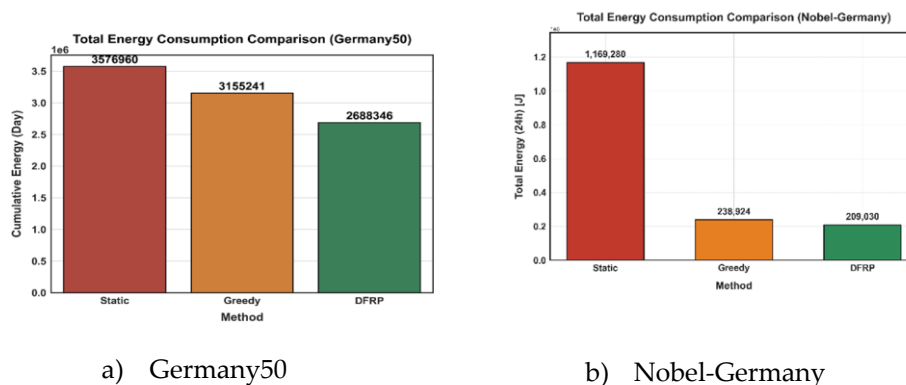 Total Energy Consumption Comparison (Germany50)
1e6
3576960
3155241
2688346
3.5
3.0
2.5
2.0
1.5
1.0
0.5
0.0
Cumulative Energy (Day)
Static
Greedy
DFRP
Method
a) Germany50
Total Energy Consumption Comparison (Nobel-Germany)
1,169,280
238,924
209,030
1.2
1.0
0.8
0.6
0.4
0.2
0.0
Total Energy (24h) [J]
Static
Greedy
DFRP
Method
b) Nobel-Germany